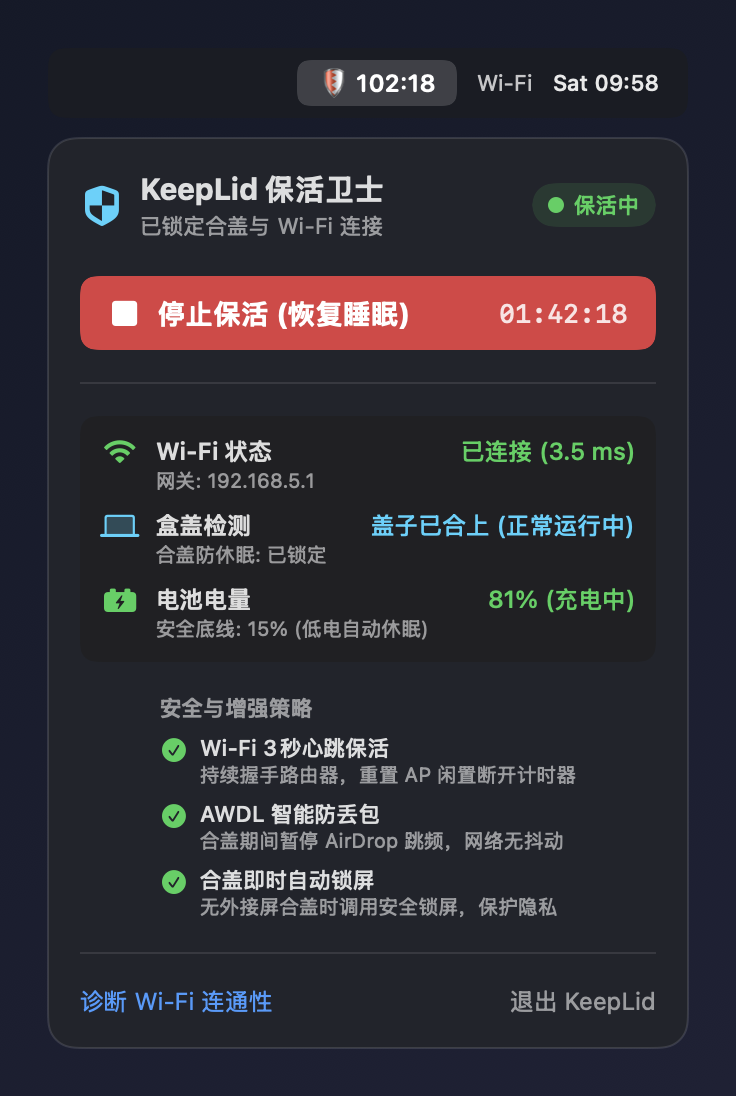 102:18 Wi-Fi Sat 09:58
KeepLid 保活卫士
已锁定合盖与 Wi-Fi 连接
保活中
停止保活 (恢复睡眠) 01:42:18
Wi-Fi 状态 已连接 (3.5 ms)
网关: 192.168.5.1
盒盖检测 盖子已合上 (正常运行中)
合盖防休眠: 已锁定
电池电量 81% (充电中)
安全底线: 15% (低电自动休眠)
安全与增强策略
Wi-Fi 3秒心跳保活
持续握手路由器，重置 AP 闲置断开计时器
AWDL 智能防丢包
合盖期间暂停 AirDrop 跳频，网络无抖动
合盖即时自动锁屏
无外接屏合盖时调用安全锁屏，保护隐私
诊断 Wi-Fi 连通性 退出 KeepLid